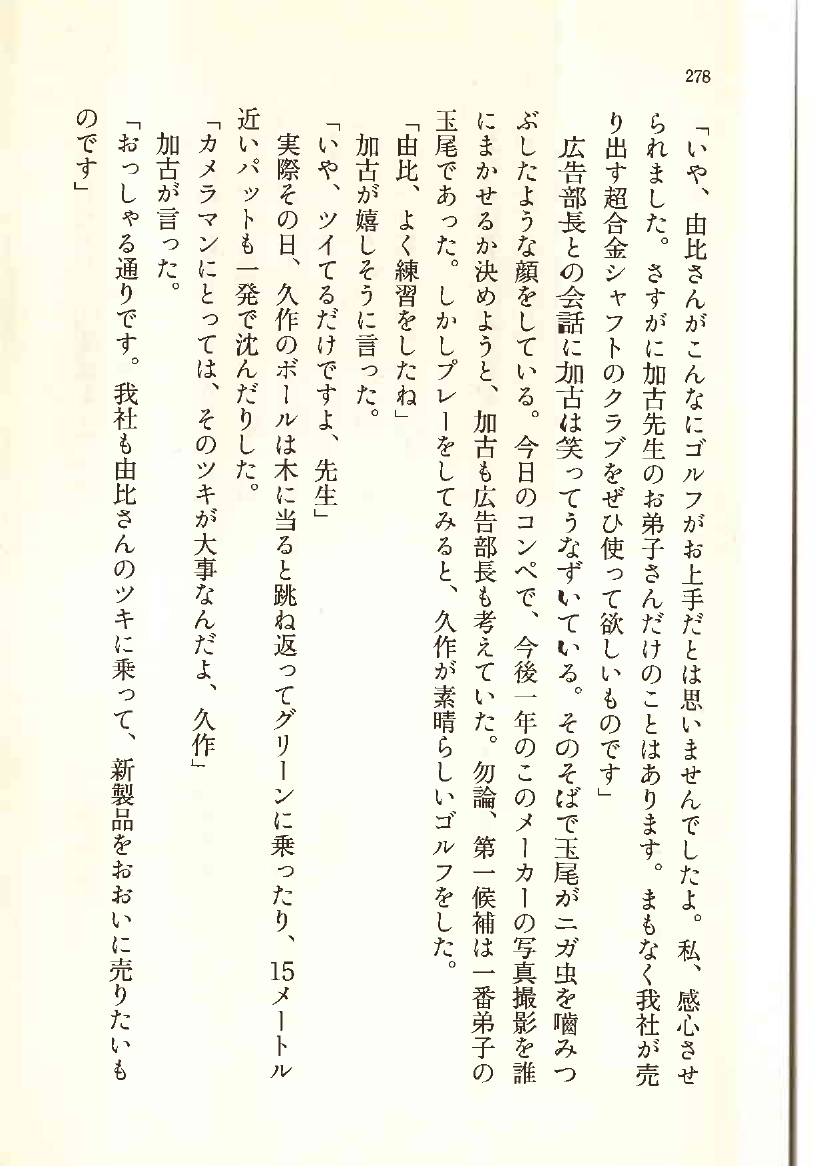 278
「いや、由比さんがこんなにゴルフがお上手だとは思いませんでしたよ。私、感心させ
られました。さすがに加古先生のお弟子さんだけのことはあります。まもなく我社が売
り出す超合金シャフトのクラブをぜひ使って欲しいものです」
広告部長との会話に加古は笑ってうなずいている。そのそばで玉尾がニガ虫を嚙みつ
ぶしたような顔をしている。今日のコンペで、今後一年のこのメーカーの写真撮影を誰
にまかせるか決めようと、加古も広告部長も考えていた。勿論、第一候補は一番弟子の
玉尾であった。しかしプレーをしてみると、久作が素晴らしいゴルフをした。
「由比、よく練習をしたね」
加古が嬉しそうに言った。
「いや、ツイてるだけですよ、先生」
実際その日、久作のボールは木に当ると跳ね返ってグリーンに乗ったり、15メートル
近いパットも一発で沈んだりした。
「カメラマンにとっては、そのツキが大事なんだよ、久作」
加古が言った。
「おっしゃる通りです。我社も由比さんのツキに乗って、新製品をおおいに売りたいも
のです」